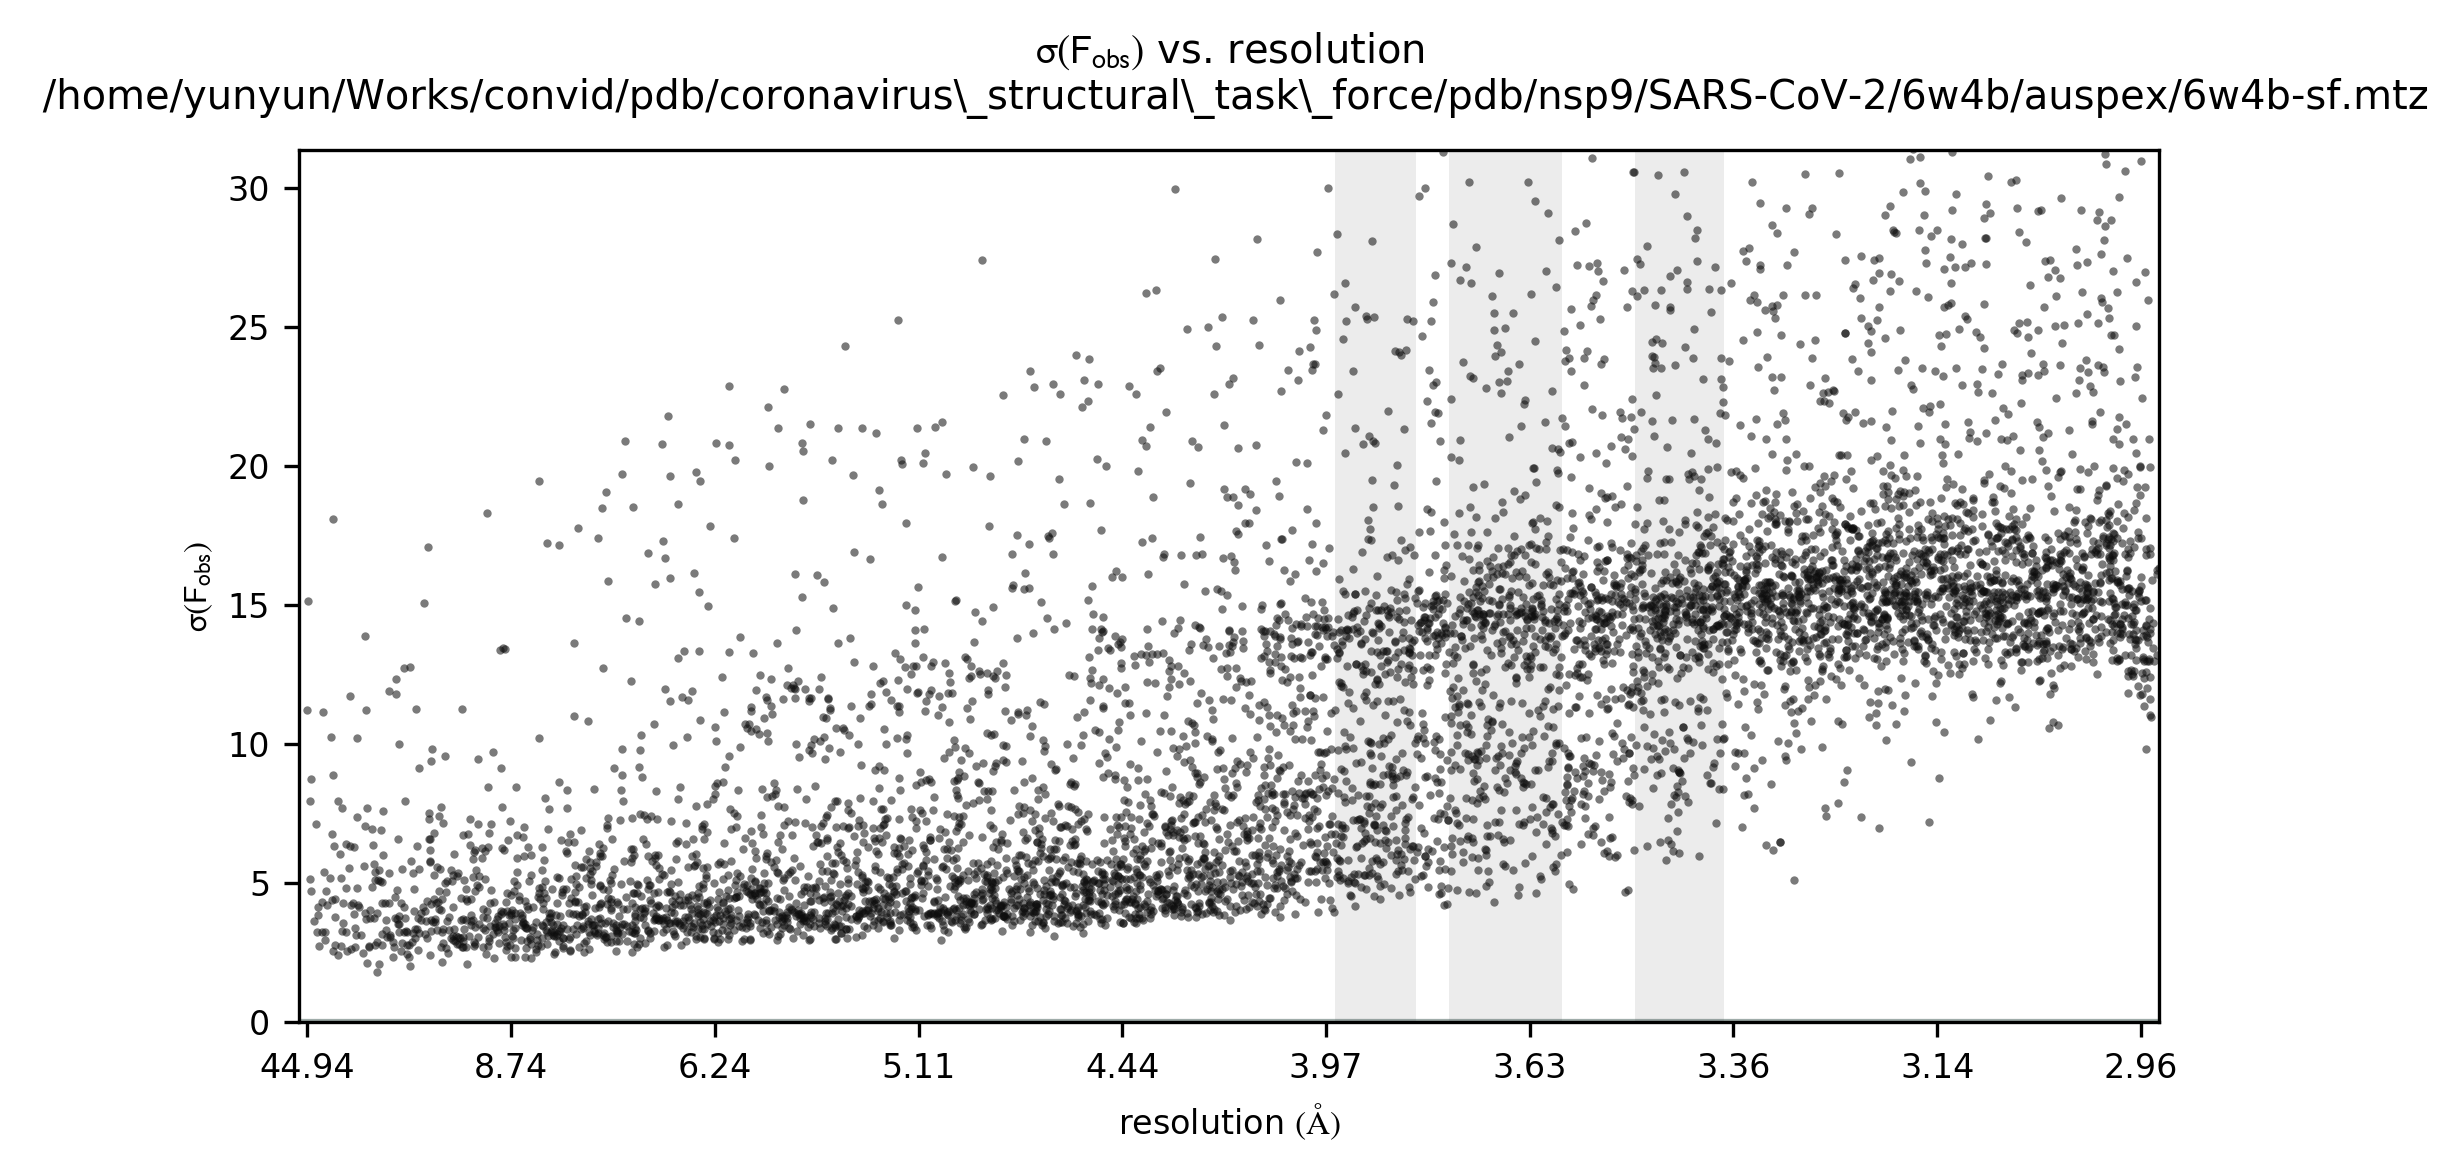 σ(Fobs) vs. resolution
/home/yunyun/Works/convid/pdb/coronavirus\_structural\_task\_force/pdb/nsp9/SARS-CoV-2/6w4b/auspex/6w4b-sf.mtz
σ(Fobs)
30
25
20
15
10
5
0
44.94 8.74 6.24 5.11 4.44 3.97 3.63 3.36 3.14 2.96
resolution (Å)